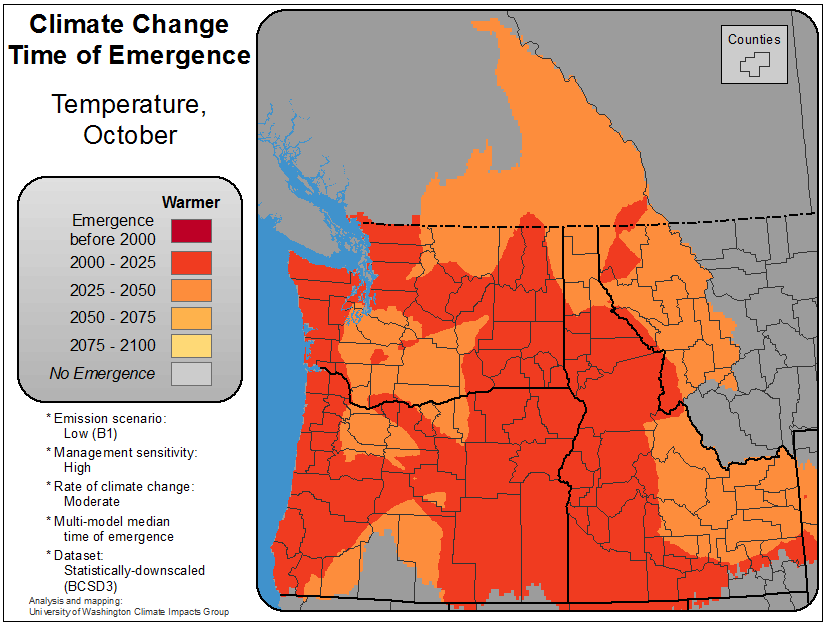 Climate Change
Time of Emergence
Temperature,
October
Warmer
Emergence
before 2000
2000 - 2025
2025 - 2050
2050 - 2075
2075 - 2100
No Emergence
* Emission scenario:
Low (B1)
* Management sensitivity:
High
* Rate of climate change:
Moderate
* Multi-model median
time of emergence
* Dataset:
Statistically-downscaled
(BCSD3)
Analysis and mapping:
University of Washington Climate Impacts Group
Counties